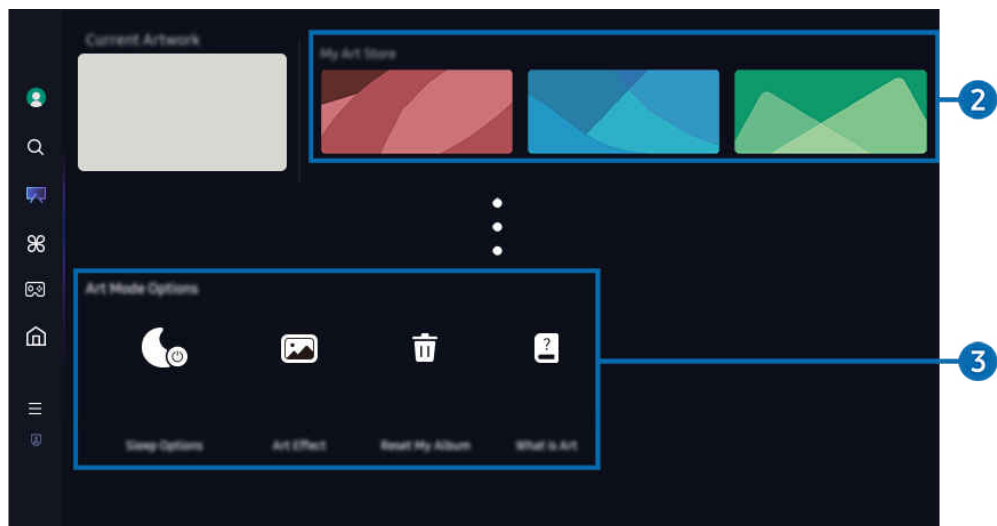 Current Artwork
My Art Store
2
Art Mode Options
3
Sleep Options Art Effect Reset My Album What is Art